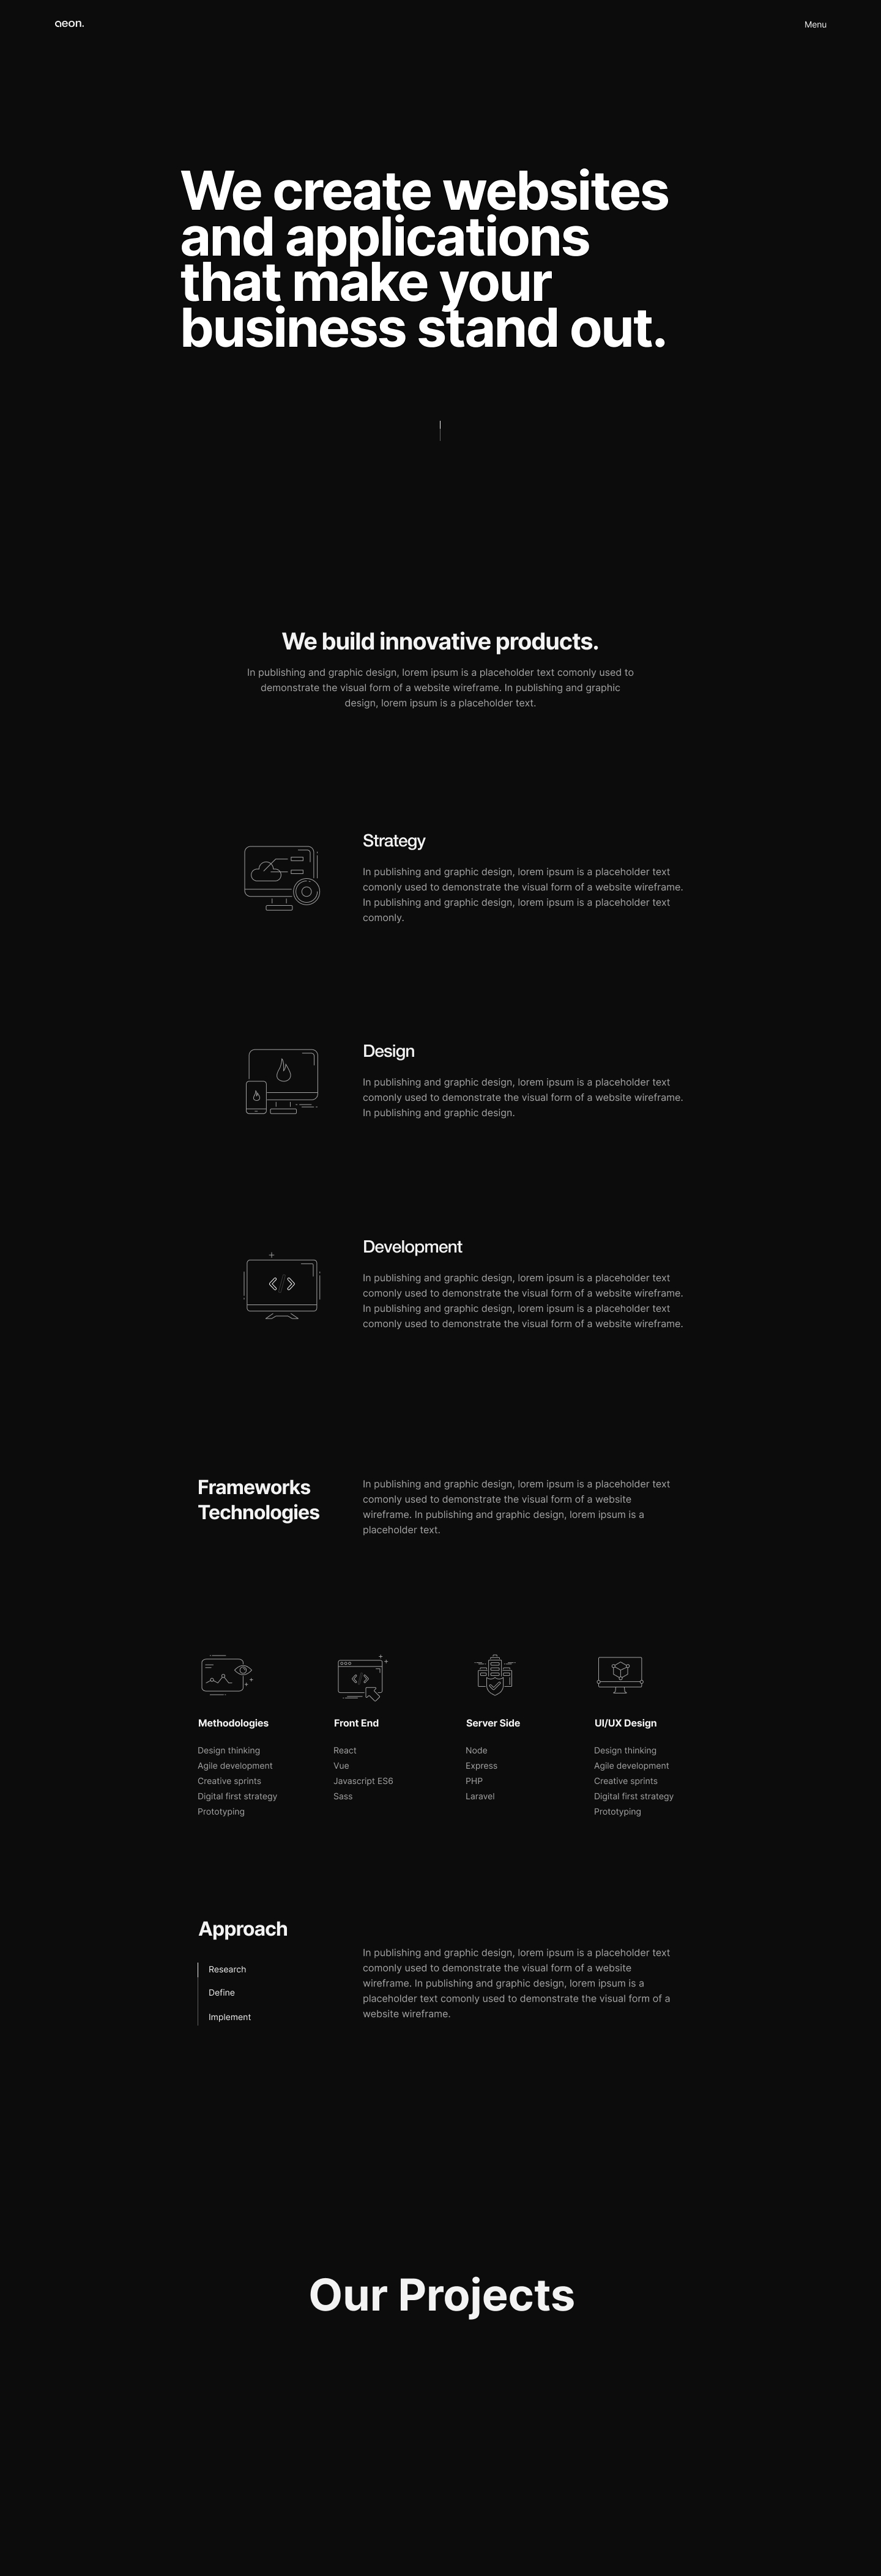 aeon.
Menu
We create websites
and applications
that make your
business stand out.
We build innovative products.
In publishing and graphic design, lorem ipsum is a placeholder text comonly used to
demonstrate the visual form of a website wireframe. In publishing and graphic
design, lorem ipsum is a placeholder text.
Strategy
In publishing and graphic design, lorem ipsum is a placeholder text
comonly used to demonstrate the visual form of a website wireframe.
In publishing and graphic design, lorem ipsum is a placeholder text
comonly.
Design
In publishing and graphic design, lorem ipsum is a placeholder text
comonly used to demonstrate the visual form of a website wireframe.
In publishing and graphic design.
Development
In publishing and graphic design, lorem ipsum is a placeholder text
comonly used to demonstrate the visual form of a website wireframe.
In publishing and graphic design, lorem ipsum is a placeholder text
comonly used to demonstrate the visual form of a website wireframe.
Frameworks
Technologies
In publishing and graphic design, lorem ipsum is a placeholder text
comonly used to demonstrate the visual form of a website
wireframe. In publishing and graphic design, lorem ipsum is a
placeholder text.
Methodologies
Design thinking
Agile development
Creative sprints
Digital first strategy
Prototyping
Front End
React
Vue
Javascript ES6
Sass
Server Side
Node
Express
PHP
Laravel
UI/UX Design
Design thinking
Agile development
Creative sprints
Digital first strategy
Prototyping
Approach
Research
Define
Implement
In publishing and graphic design, lorem ipsum is a placeholder text
comonly used to demonstrate the visual form of a website
wireframe. In publishing and graphic design, lorem ipsum is a
placeholder text comonly used to demonstrate the visual form of a
website wireframe.
Our Projects